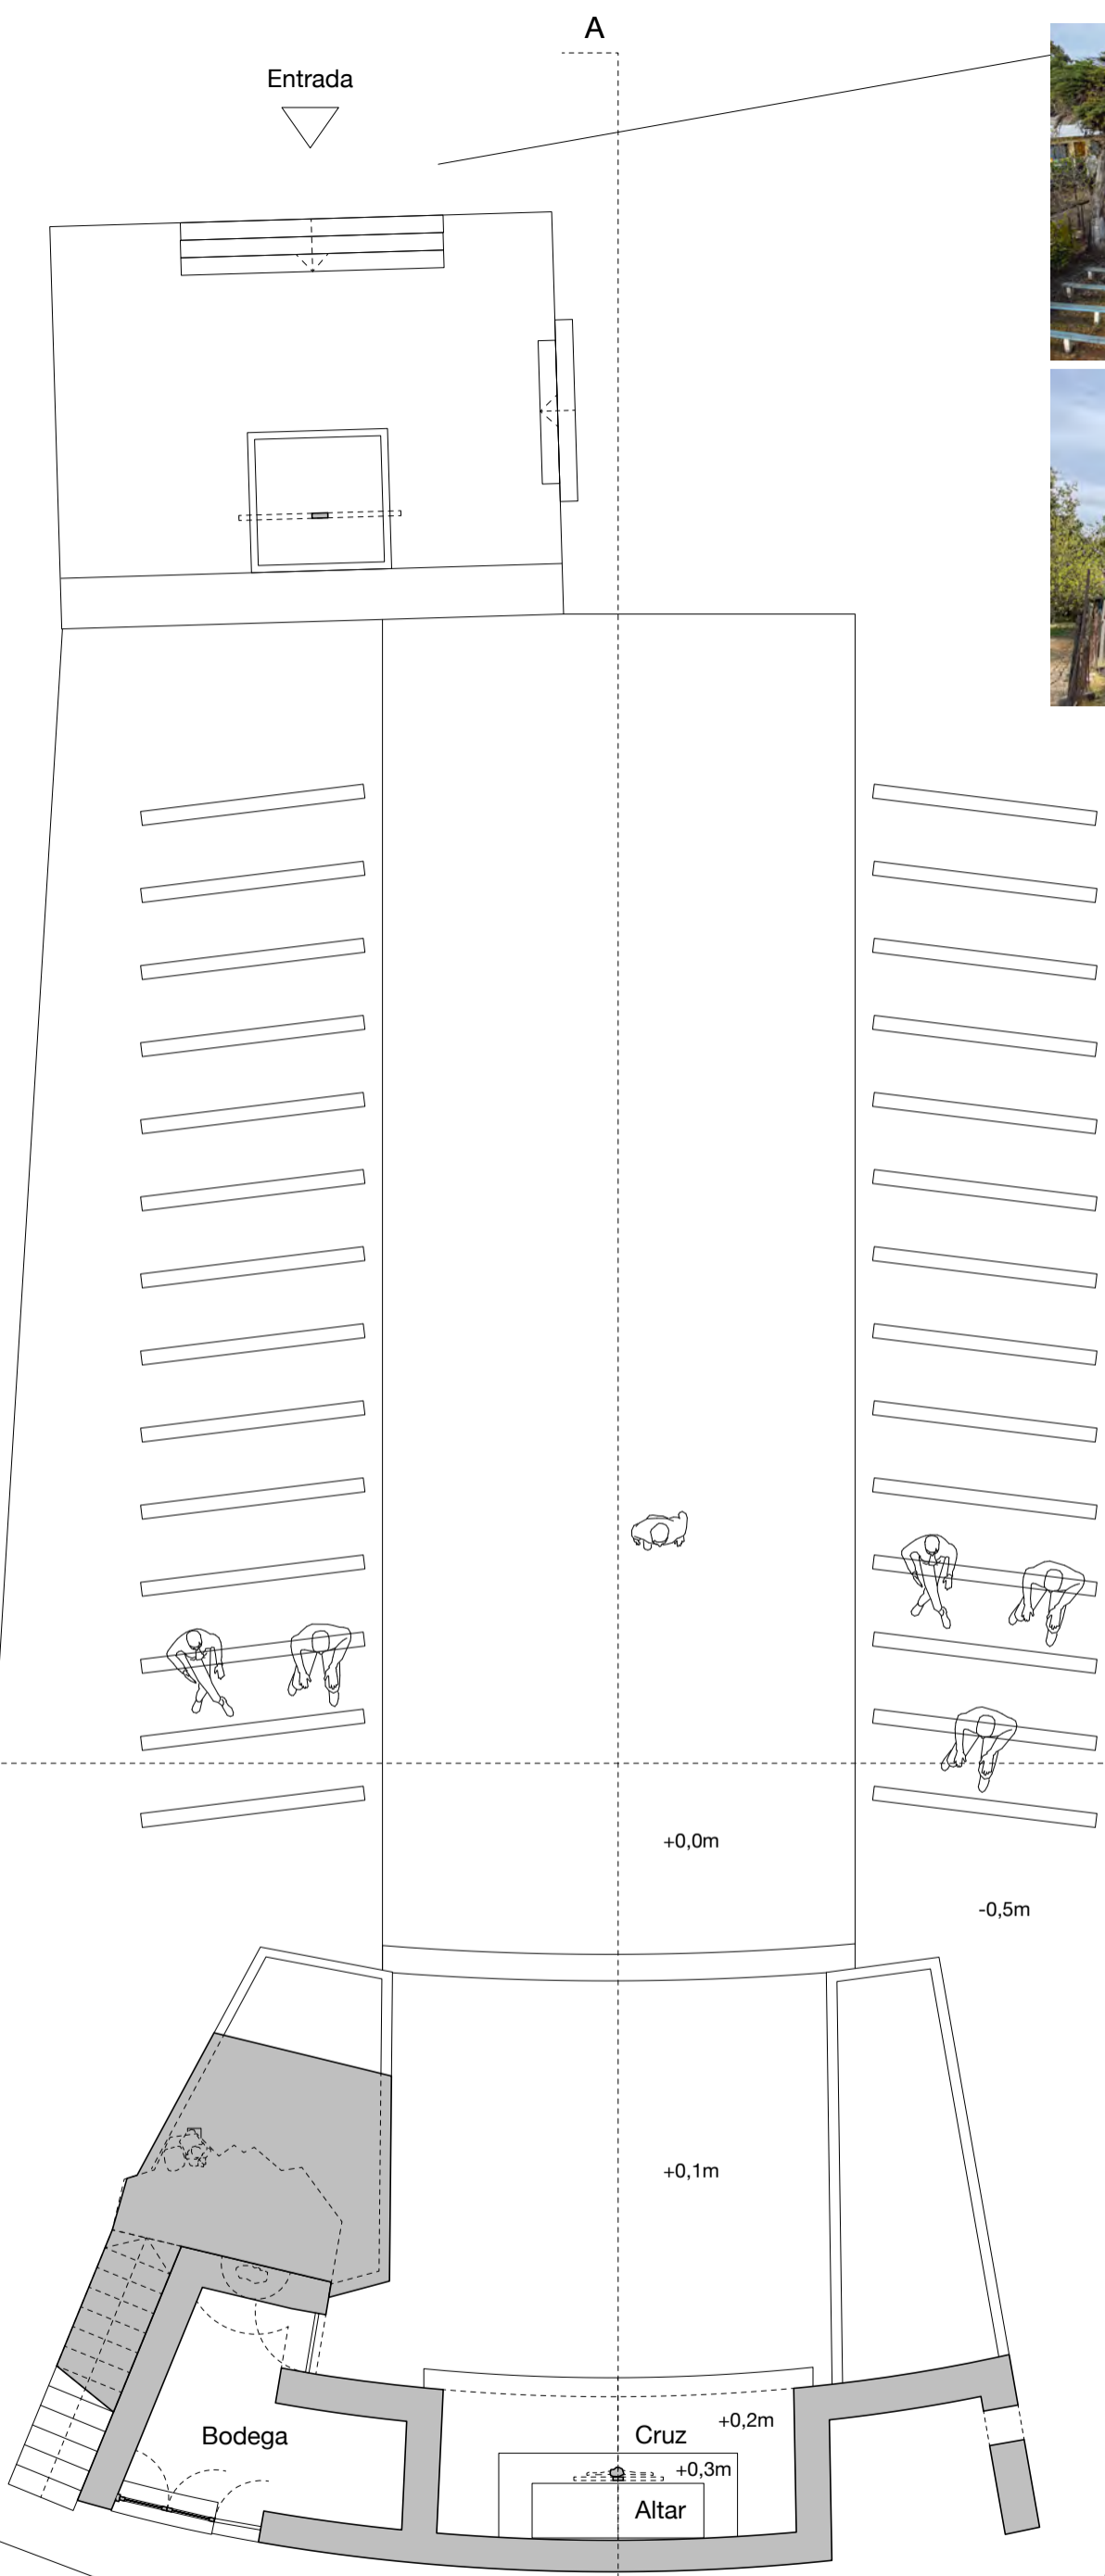 A
Entrada
+0,0m
-0,5m
+0,1m
+0,2m
Cruz
+0,3m
Altar
Bodega